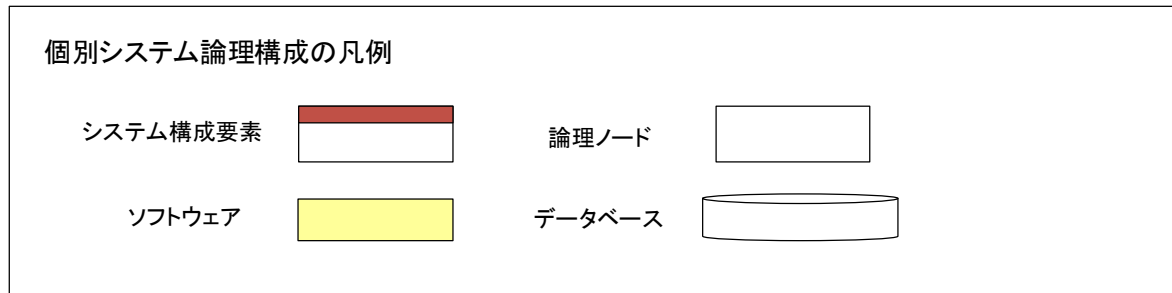 個別システム論理構成の凡例
システム構成要素
論理ノード
ソフトウェア
データベース